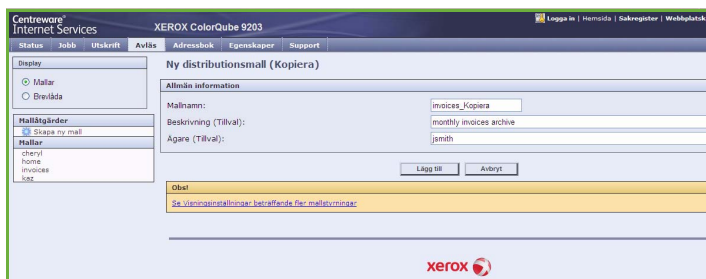 Centreware®
Internet Services
XEROX ColorQube 9203
Logga in | Hemsida | Sakregister | Webbplatsk
Status Jobb Utskrift Avläs Adressbok Egenskaper Support
Display
Mallar
Brevlåda
Mallåtgärder
Skapa ny mall
Mallar
cheryl
home
invoices
kez
Ny distributionsmall (Kopiera)
Allmän information
Mallnamn: invoices_Kopiera
Beskrivning (Tillval): monthly invoices archive
Ägare (Tillval): jsmith
Lägg till Avbryt
Obs!
Se Visningsinställningar beträffande fler mallstyrningar
xerox